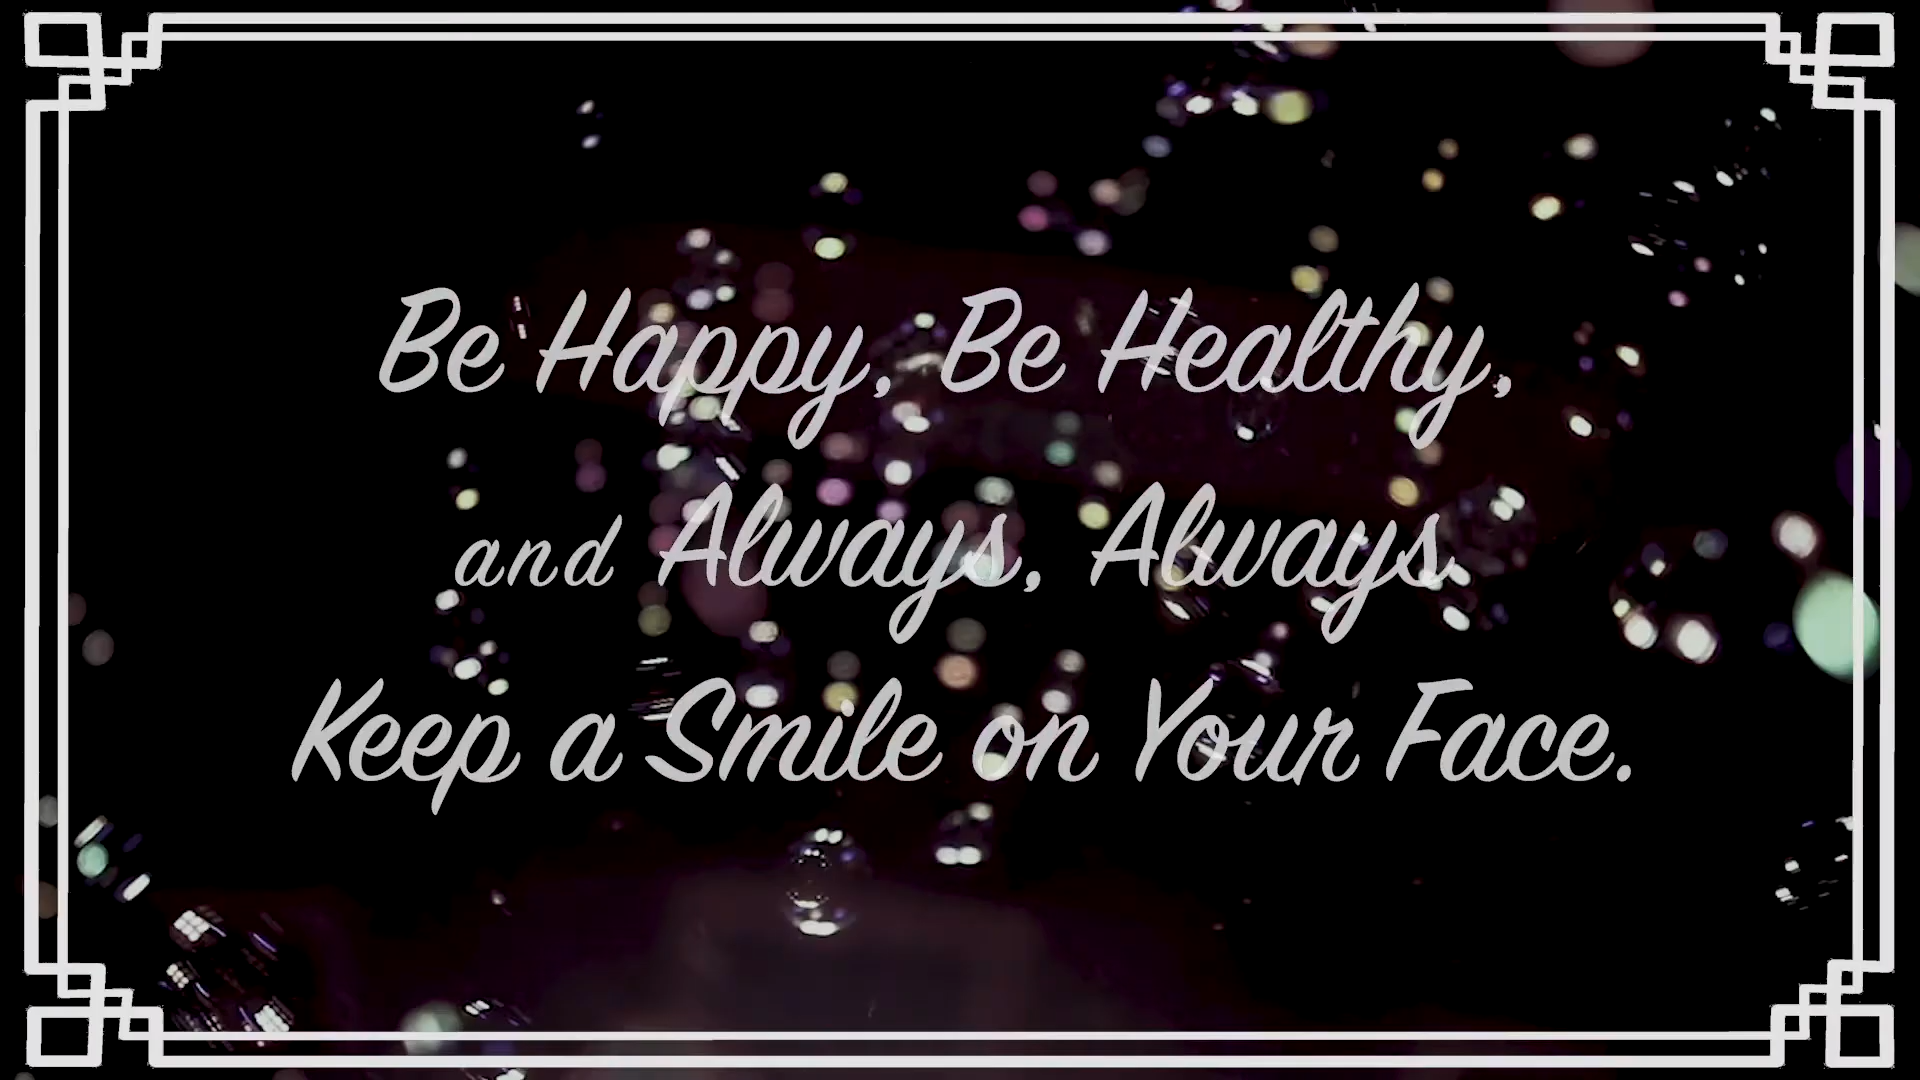 Be Happy, Be Healthy,
and Always, Always
Keep a Smile on Your Face.